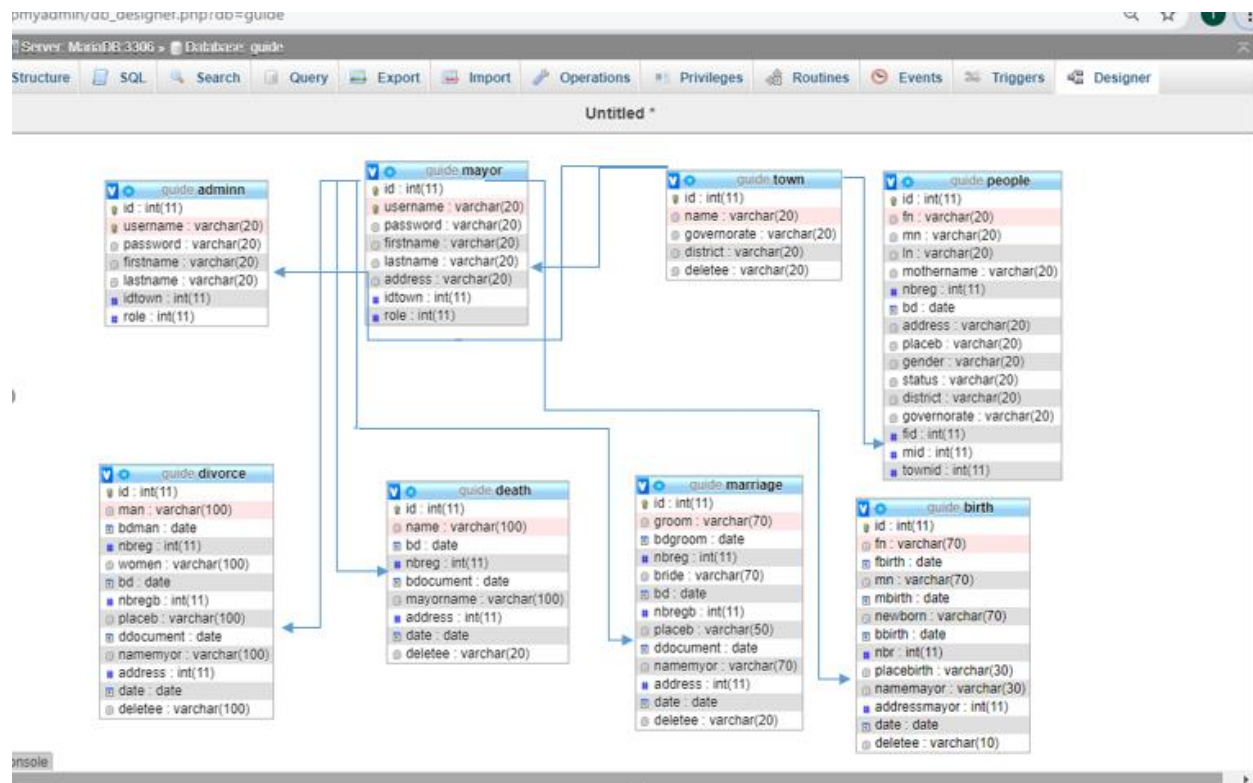 pmyadmin/db_designer.php?db=guide
Server: MariaDB:3306 » Database: guide
Structure SQL Search Query Export Import Operations Privileges Routines Events Triggers Designer
Untitled *
guide adminn
id : int(11)
username : varchar(20)
password : varchar(20)
firstname : varchar(20)
lastname : varchar(20)
idtown : int(11)
role : int(11)
guide mayor
id : int(11)
username : varchar(20)
password : varchar(20)
firstname : varchar(20)
lastname : varchar(20)
address : varchar(20)
idtown : int(11)
role : int(11)
guide town
id : int(11)
name : varchar(20)
governorate : varchar(20)
district : varchar(20)
deletee : varchar(20)
guide people
id : int(11)
fn : varchar(20)
mn : varchar(20)
ln : varchar(20)
mothername : varchar(20)
nbreg : int(11)
bd : date
address : varchar(20)
placeb : varchar(20)
gender : varchar(20)
status : varchar(20)
district : varchar(20)
governorate : varchar(20)
fid : int(11)
mid : int(11)
townid : int(11)
guide divorce
id : int(11)
man : varchar(100)
bdman : date
nbreg : int(11)
women : varchar(100)
bd : date
nbregb : int(11)
placeb : varchar(100)
ddocument : date
namemyor : varchar(100)
address : int(11)
date : date
deletee : varchar(100)
guide death
id : int(11)
name : varchar(100)
bd : date
nbreg : int(11)
bdocument : date
mayorname : varchar(100)
address : int(11)
date : date
deletee : varchar(20)
guide marriage
id : int(11)
groom : varchar(70)
bdgroom : date
nbreg : int(11)
bride : varchar(70)
bd : date
nbregb : int(11)
placeb : varchar(50)
ddocument : date
namemyor : varchar(70)
address : int(11)
date : date
deletee : varchar(20)
guide birth
id : int(11)
fn : varchar(70)
fbirth : date
mn : varchar(70)
mbirth : date
newborn : varchar(70)
bbirth : date
nbr : int(11)
placebirth : varchar(30)
namemayor : varchar(30)
addressmayor : int(11)
date : date
deletee : varchar(10)
onsole